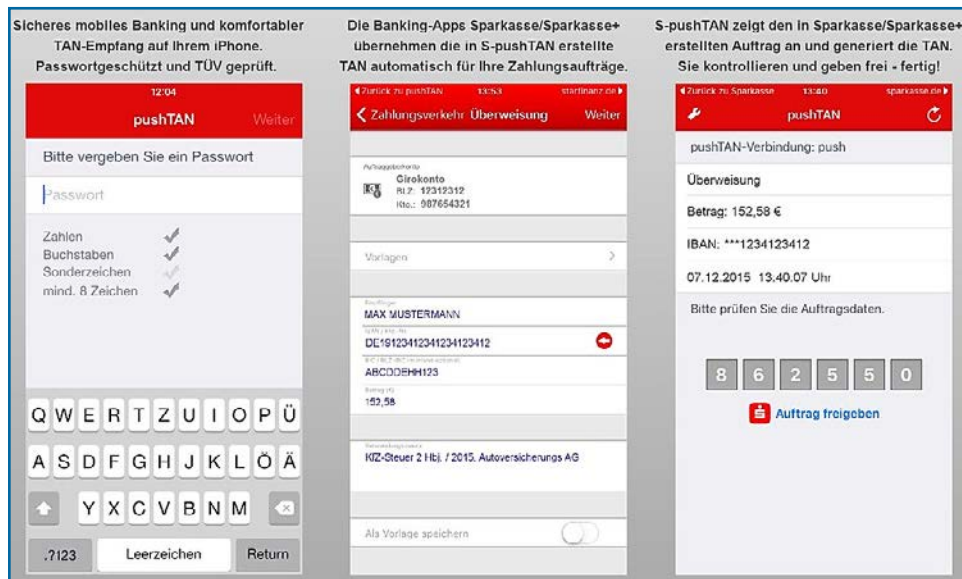 Sicheres mobiles Banking und komfortabler
TAN-Empfang auf Ihrem iPhone.
Passwortgeschützt und TÜV geprüft.
12:04
pushTAN
Weiter
Bitte vergeben Sie ein Passwort
Passwort
Zahlen
Buchstaben
Sonderzeichen
mind. 8 Zeichen
Q W E R T Z U I O P Ü
A S D F G H J K L Ö Ä
Y X C V B N M
.?123 Leerzeichen Return
Die Banking-Apps Sparkasse/Sparkasse+
übernehmen die in S-pushTAN erstellte
TAN automatisch für Ihre Zahlungsaufträge.
Zurück zu pushTAN 13:53 starfinanz.de
Zahlungsverkehr Überweisung Weiter
Auftraggeberkonto
Girokonto
BLZ: 12312312
Kto.: 987654321
Vorlagen
MAX MUSTERMANN
DE19123412341234123412
ABCDDEHH123
152,58
KfZ-Steuer 2 Hbj. / 2015. Autoversicherungs AG
Als Vorlage speichern
S-pushTAN zeigt den in Sparkasse/Sparkasse+
erstellten Auftrag an und generiert die TAN.
Sie kontrollieren und geben frei - fertig!
Zurück zu Sparkasse 13:40 sparkasse.de
pushTAN
pushTAN-Verbindung: push
Überweisung
Betrag: 152,58 €
IBAN: ***1234123412
07.12.2015 13.40.07 Uhr
Bitte prüfen Sie die Auftragsdaten.
8 6 2 5 5 0
Auftrag freigeben